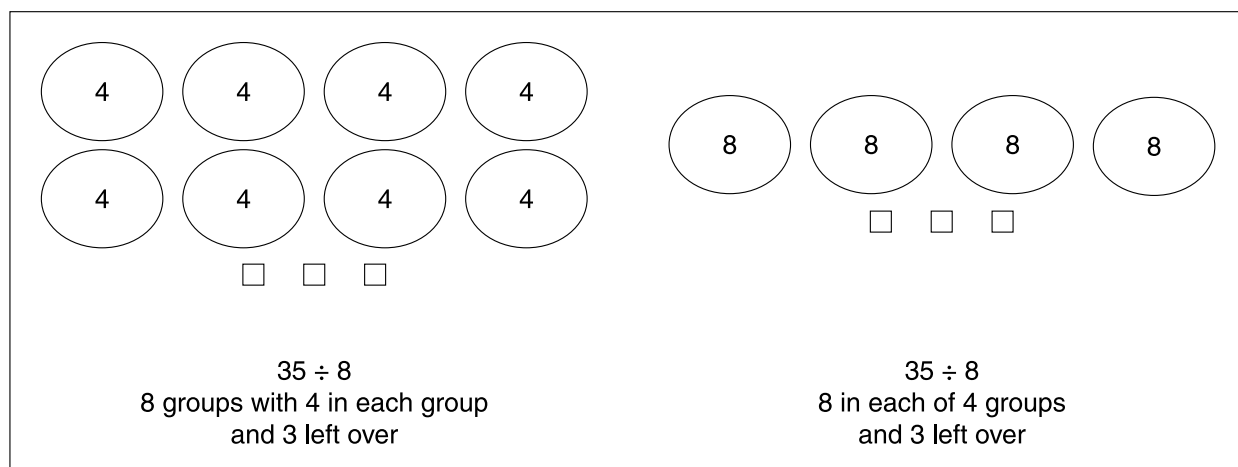 4 4 4 4
4 4 4 4
35 ÷ 8
8 groups with 4 in each group
and 3 left over
8 8 8 8
35 ÷ 8
8 in each of 4 groups
and 3 left over